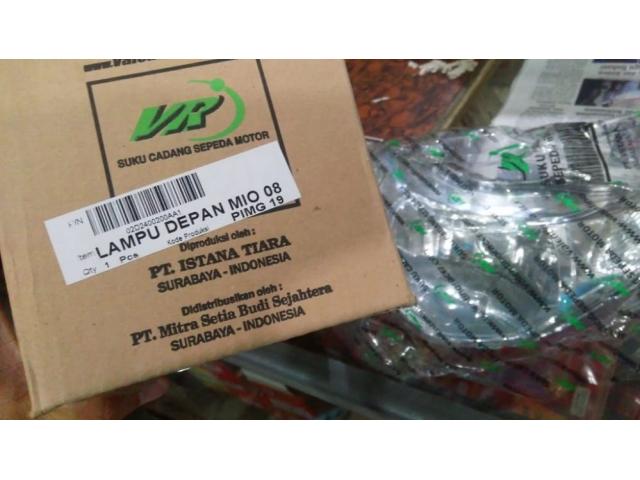 VR
SUKU CADANG SEPEDA MOTOR
P/N
02D2400200AA1
Item LAMPU DEPAN MIO 08
Qty 1 Pcs Kode Produksi PIMG 19
Diproduksi oleh :
PT. ISTANA TIARA
SURABAYA - INDONESIA
Didistribusikan oleh :
PT. Mitra Setia Budi Sejahtera
SURABAYA - INDONESIA